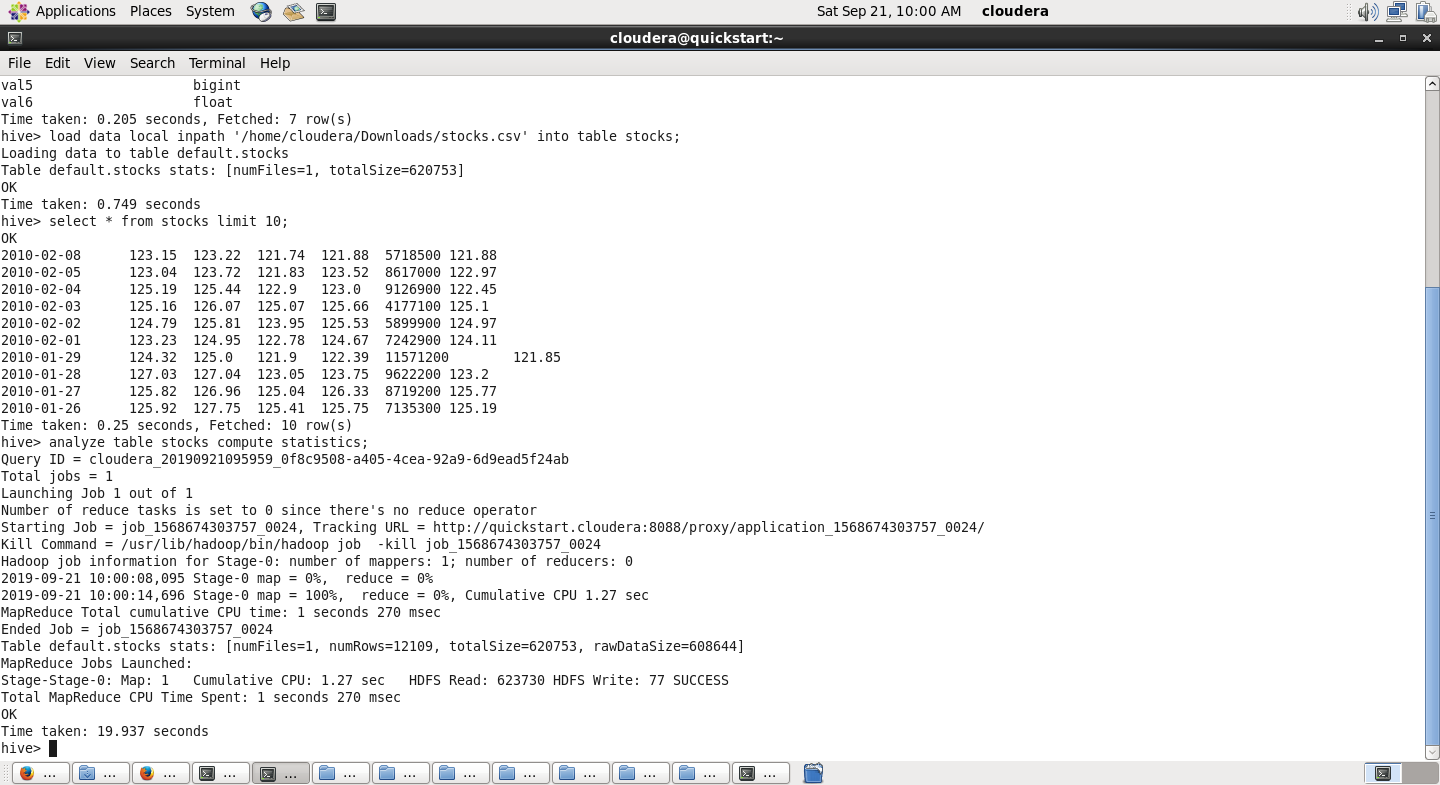 Applications Places System Sat Sep 21, 10:00 AM cloudera
cloudera@quickstart:~
File Edit View Search Terminal Help
val5 bigint
val6 float
Time taken: 0.205 seconds, Fetched: 7 row(s)
hive> load data local inpath '/home/cloudera/Downloads/stocks.csv' into table stocks;
Loading data to table default.stocks
Table default.stocks stats: [numFiles=1, totalSize=620753]
OK
Time taken: 0.749 seconds
hive> select * from stocks limit 10;
OK
2010-02-08 123.15 123.22 121.74 121.88 5718500 121.88
2010-02-05 123.04 123.72 121.83 123.52 8617000 122.97
2010-02-04 125.19 125.44 122.9 123.0 9126900 122.45
2010-02-03 125.16 126.07 125.07 125.66 4177100 125.1
2010-02-02 124.79 125.81 123.95 125.53 5899900 124.97
2010-02-01 123.23 124.95 122.78 124.67 7242900 124.11
2010-01-29 124.32 125.0 121.9 122.39 11571200 121.85
2010-01-28 127.03 127.04 123.05 123.75 9622200 123.2
2010-01-27 125.82 126.96 125.04 126.33 8719200 125.77
2010-01-26 125.92 127.75 125.41 125.75 7135300 125.19
Time taken: 0.25 seconds, Fetched: 10 row(s)
hive> analyze table stocks compute statistics;
Query ID = cloudera_20190921095959_0f8c9508-a405-4cea-92a9-6d9ead5f24ab
Total jobs = 1
Launching Job 1 out of 1
Number of reduce tasks is set to 0 since there's no reduce operator
Starting Job = job_1568674303757_0024, Tracking URL = http://quickstart.cloudera:8088/proxy/application_1568674303757_0024/
Kill Command = /usr/lib/hadoop/bin/hadoop job  -kill job_1568674303757_0024
Hadoop job information for Stage-0: number of mappers: 1; number of reducers: 0
2019-09-21 10:00:08,095 Stage-0 map = 0%,  reduce = 0%
2019-09-21 10:00:14,696 Stage-0 map = 100%,  reduce = 0%, Cumulative CPU 1.27 sec
MapReduce Total cumulative CPU time: 1 seconds 270 msec
Ended Job = job_1568674303757_0024
Table default.stocks stats: [numFiles=1, numRows=12109, totalSize=620753, rawDataSize=608644]
MapReduce Jobs Launched:
Stage-Stage-0: Map: 1   Cumulative CPU: 1.27 sec   HDFS Read: 623730 HDFS Write: 77 SUCCESS
Total MapReduce CPU Time Spent: 1 seconds 270 msec
OK
Time taken: 19.937 seconds
hive>
... ... ... ... ... ... ... ... ... ... ... ... ...